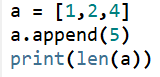 a = [1,2,4]
a.append(5)
print(len(a))